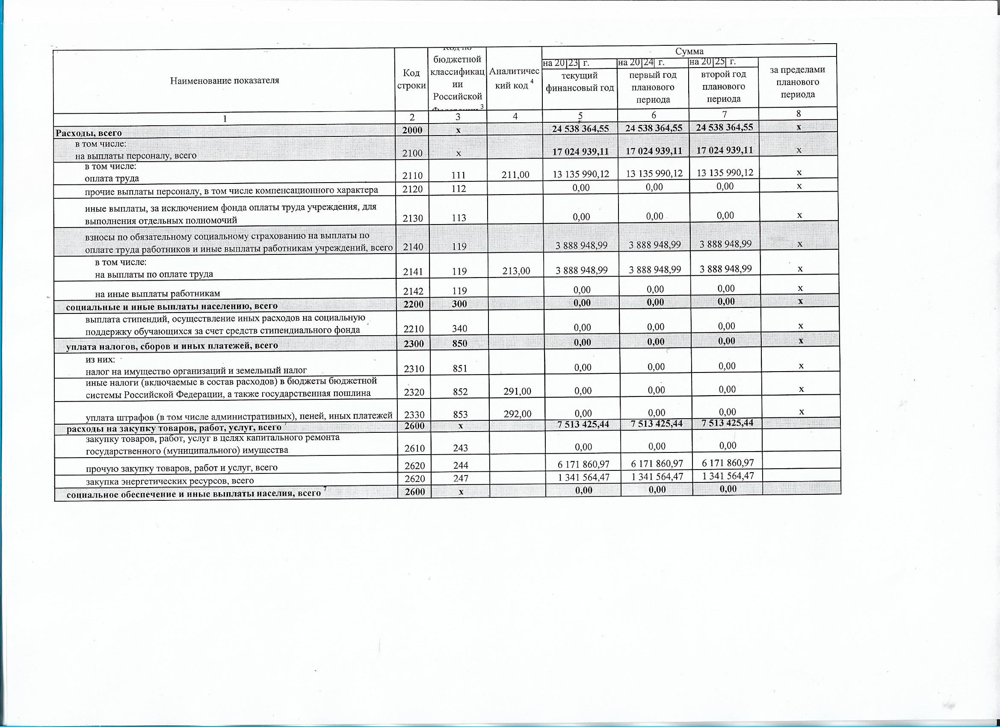 Сумма
бюджетной
на 2023 г. на 2024 г. на 2025 г.
Наименование показателя Код строки классификац ии Российской Аналитичес кий код 4 текущий финансовый год первый год планового периода второй год планового периода за пределами планового периода
3
1 2 3 4 5 6 7 8
Расходы, всего 2000 х 24 538 364,55 24 538 364,55 24 538 364,55 х
в том числе:
на выплаты персоналу, всего 2100 х 17 024 939,11 17 024 939,11 17 024 939,11 х
в том числе:
оплата труда 2110 111 211,00 13 135 990,12 13 135 990,12 13 135 990,12 х
прочие выплаты персоналу, в том числе компенсационного характера 2120 112 0,00 0,00 0,00 х
иные выплаты, за исключением фонда оплаты труда учреждения, для
выполнения отдельных полномочий 2130 113 0,00 0,00 0,00 х
взносы по обязательному социальному страхованию на выплаты по
оплате труда работников и иные выплаты работникам учреждений, всего 2140 119 3 888 948,99 3 888 948,99 3 888 948,99 х
в том числе:
на выплаты по оплате труда 2141 119 213,00 3 888 948,99 3 888 948,99 3 888 948,99 х
на иные выплаты работникам 2142 119 0,00 0,00 0,00 х
социальные и иные выплаты населению, всего 2200 300 0,00 0,00 0,00 х
выплата стипендий, осуществление иных расходов на социальную
поддержку обучающихся за счет средств стипендиального фонда 2210 340 0,00 0,00 0,00 х
уплата налогов, сборов и иных платежей, всего 2300 850 0,00 0,00 0,00 х
из них:
налог на имущество организаций и земельный налог 2310 851 0,00 0,00 0,00 х
иные налоги (включаемые в состав расходов) в бюджеты бюджетной
системы Российской Федерации, а также государственная пошлина 2320 852 291,00 0,00 0,00 0,00 х
уплата штрафов (в том числе административных), пеней, иных платежей 2330 853 292,00 0,00 0,00 0,00 х
расходы на закупку товаров, работ, услуг, всего 7 2600 х 7 513 425,44 7 513 425,44 7 513 425,44
закупку товаров, работ, услуг в целях капитального ремонта
государственного (муниципального) имущества 2610 243 0,00 0,00 0,00
прочую закупку товаров, работ и услуг, всего 2620 244 6 171 860,97 6 171 860,97 6 171 860,97
закупка энергетических ресурсов, всего 2620 247 1 341 564,47 1 341 564,47 1 341 564,47
социальное обеспечение и иные выплаты населия, всего 7 2600 х 0,00 0,00 0,00